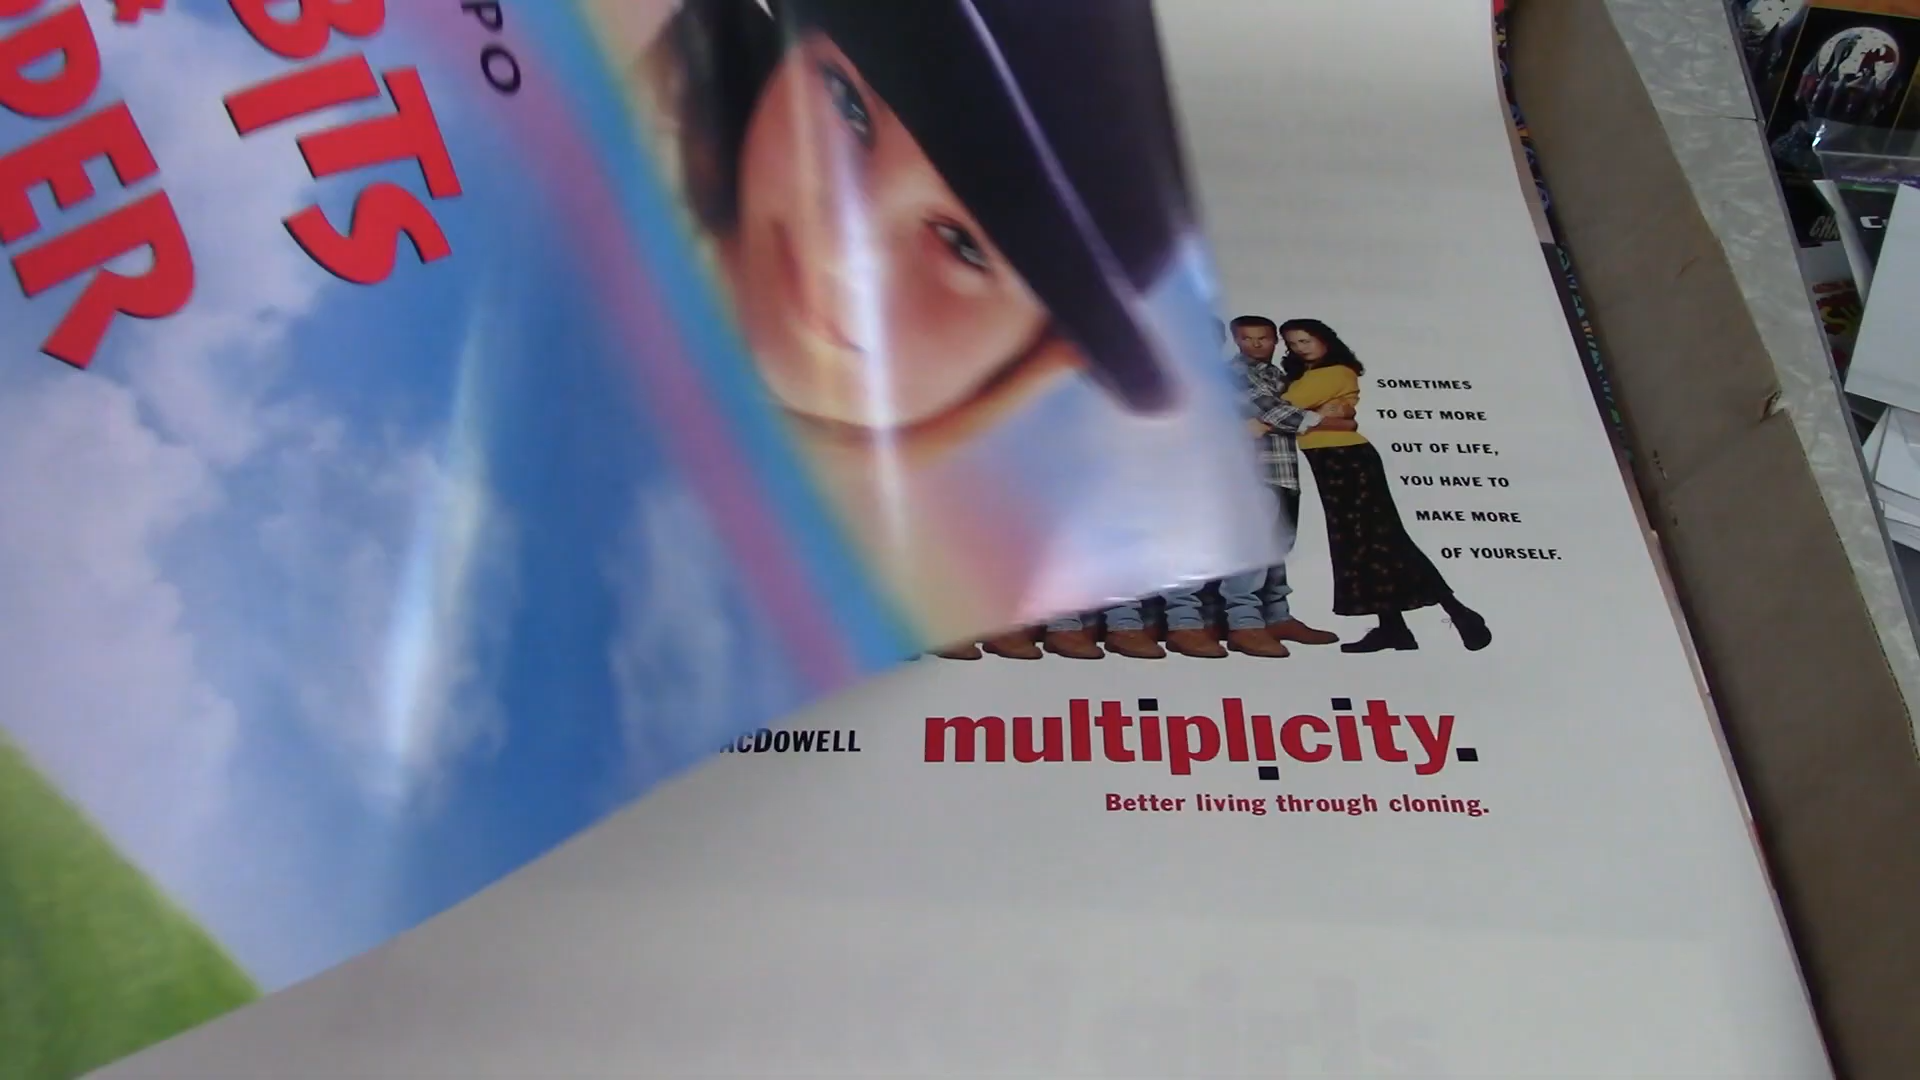 BITS
&
DER
PO
SOMETIMES
TO GET MORE
OUT OF LIFE,
YOU HAVE TO
MAKE MORE
OF YOURSELF.
ACDOWELL
multiplicity.
Better living through cloning.